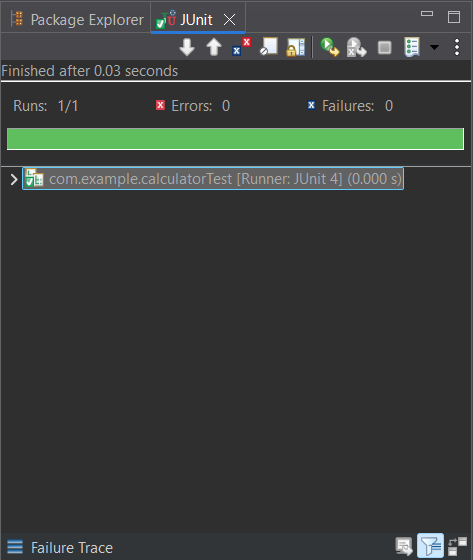 Package Explorer JUnit
Finished after 0.03 seconds
Runs: 1/1 Errors: 0 Failures: 0
com.example.calculatorTest [Runner: JUnit 4] (0.000 s)
Failure Trace